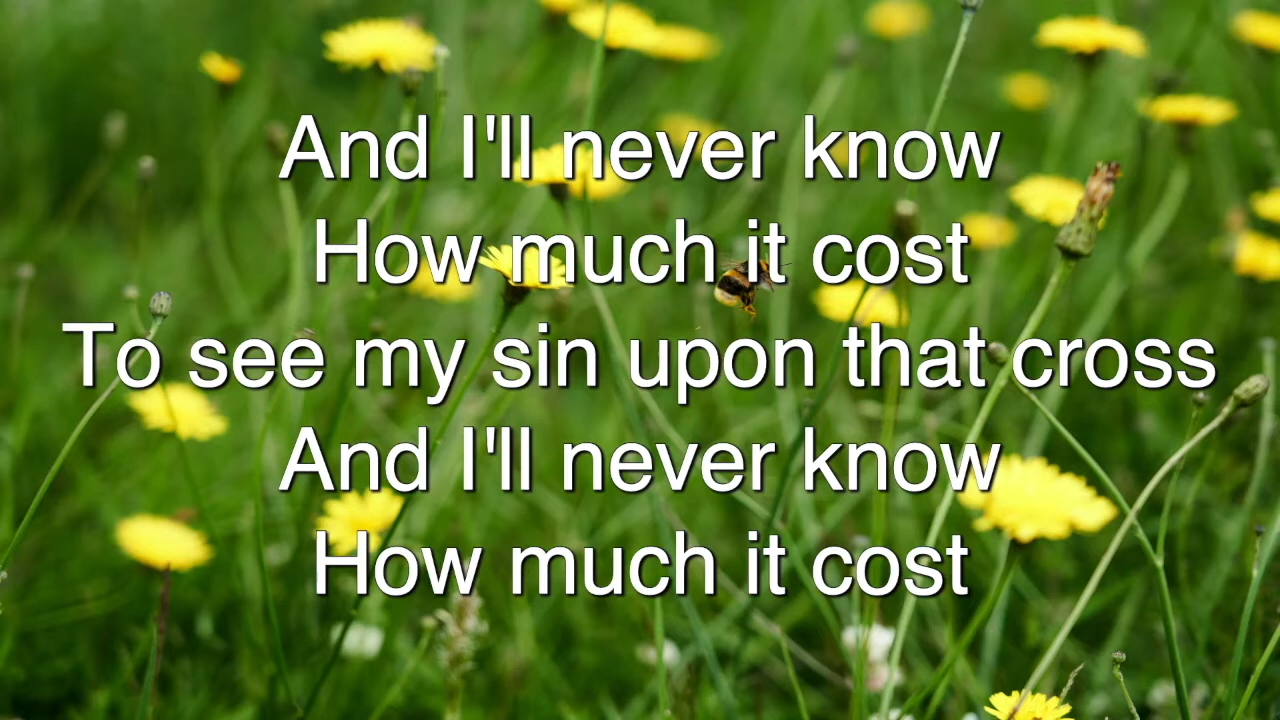 And I'll never know
How much it cost
To see my sin upon that cross
And I'll never know
How much it cost